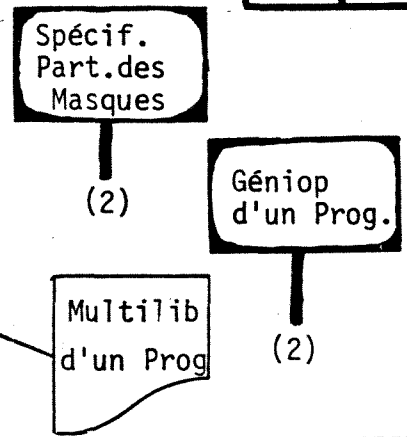 Spécif.
Part.des
Masques
(2)
Géniop
d'un Prog.
(2)
Multilib
d'un Prog